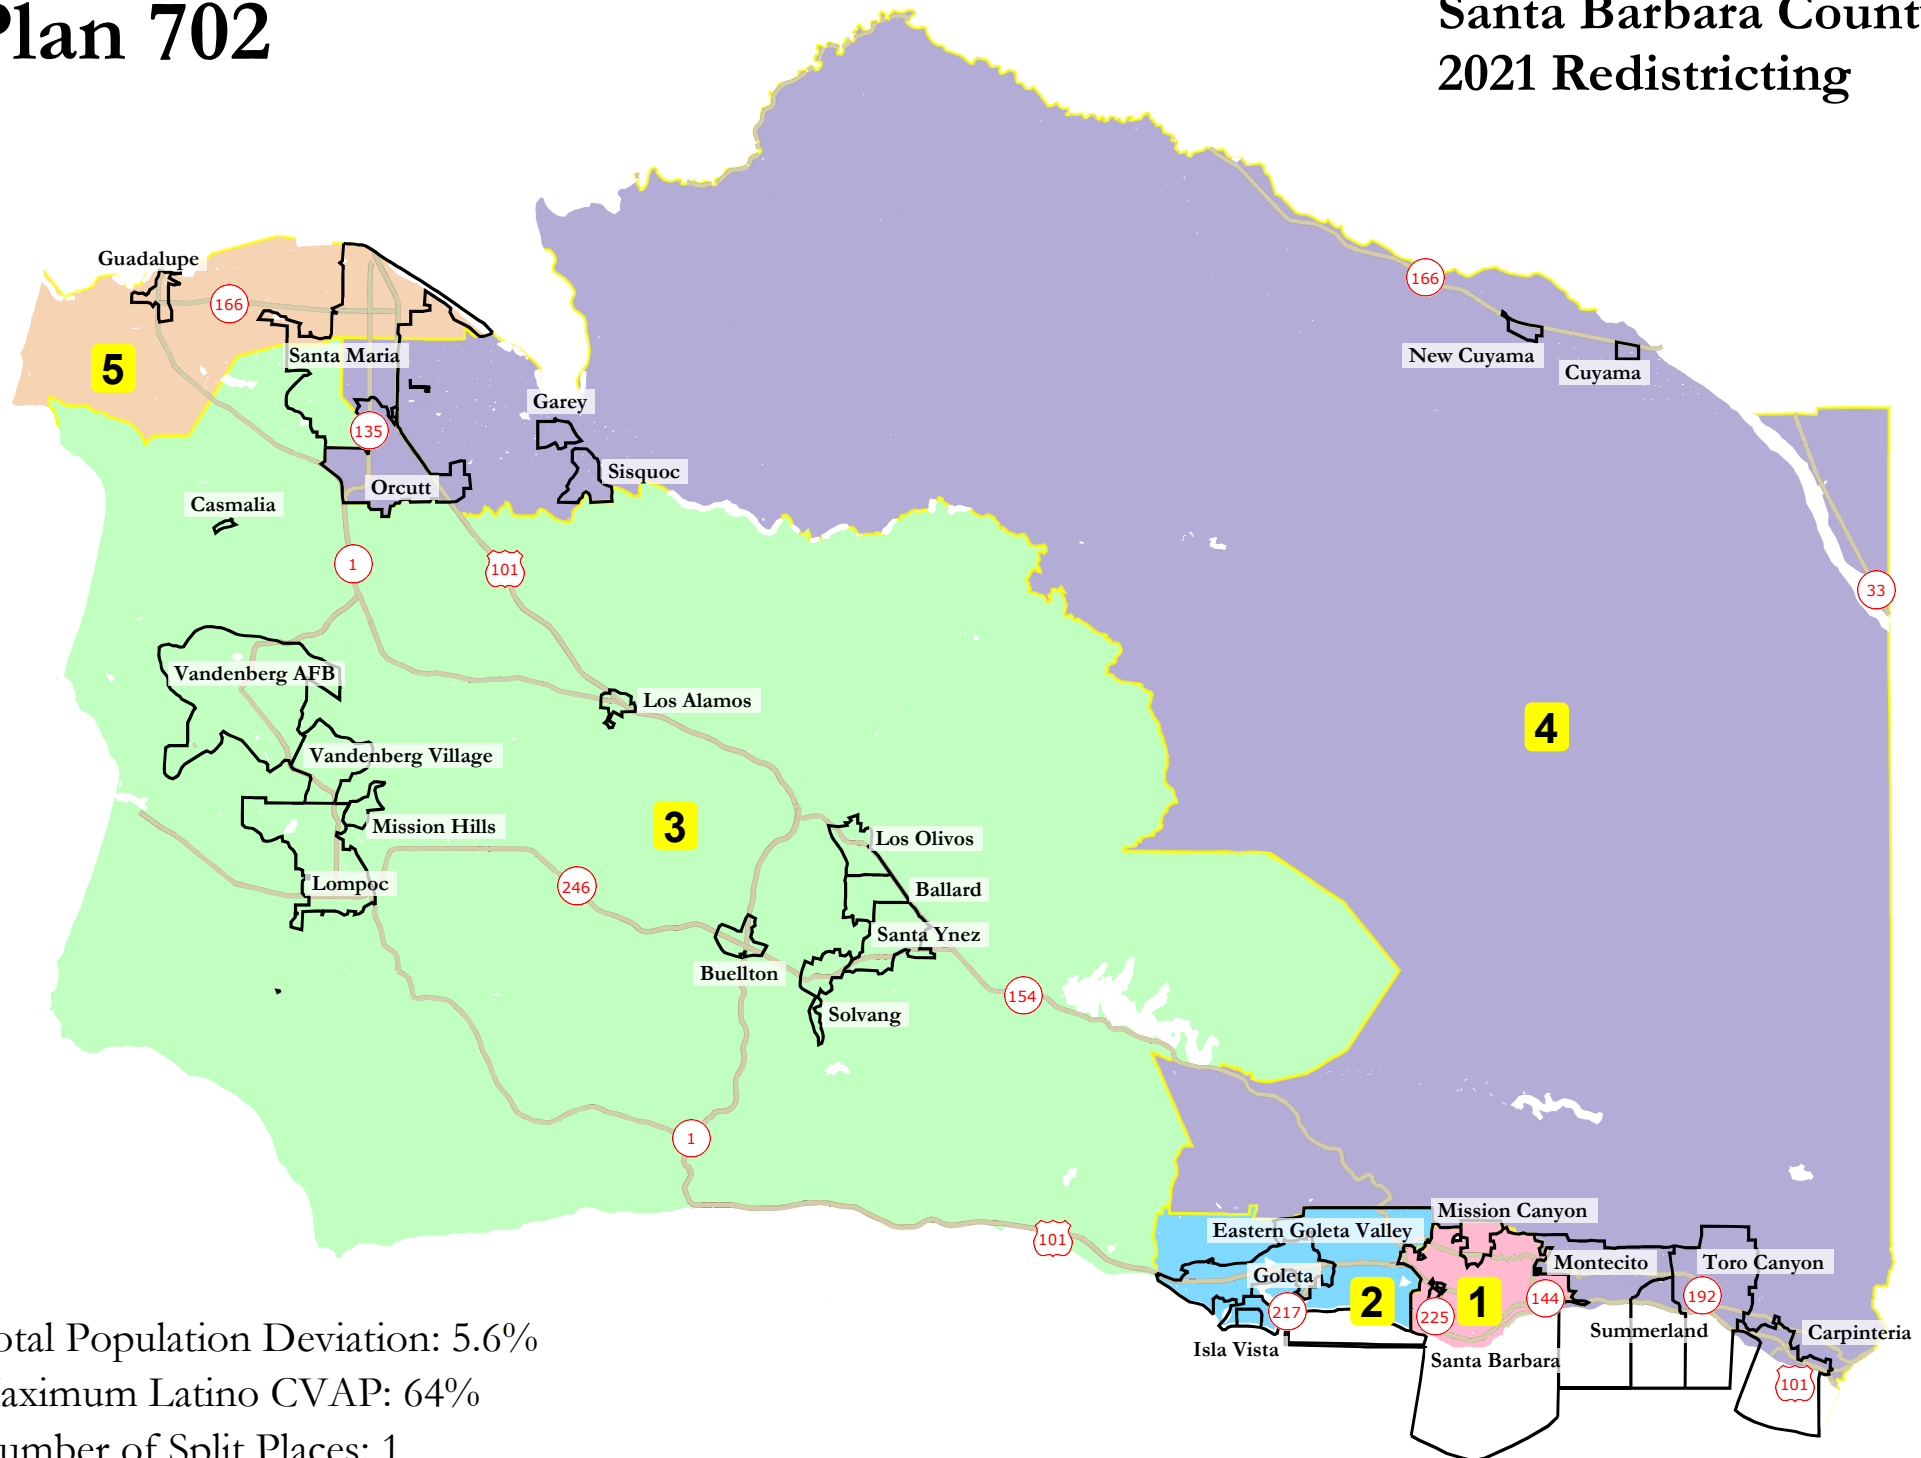 Plan 702
Santa Barbara County
2021 Redistricting
Guadalupe
166
5
Santa Maria
135
Orcutt
Garey
Sisquoc
Casmalia
1
101
166
New Cuyama
Cuyama
33
Vandenberg AFB
Los Alamos
Vandenberg Village
Mission Hills
3
4
Lompoc
246
Los Olivos
Ballard
Santa Ynez
Buellton
Solvang
154
1
101
Mission Canyon
Eastern Goleta Valley
Goleta
Montecito
Toro Canyon
217
2
225
1
144
192
Isla Vista
Santa Barbara
Summerland
Carpinteria
101
otal Population Deviation: 5.6%
aximum Latino CVAP: 64%
umber of Split Places: 1